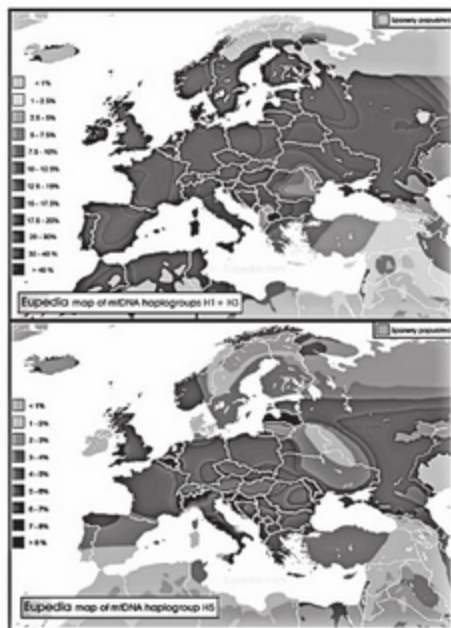 Sparsely populated
< 1%
1 - 2.5%
2.5 - 5%
5 - 7.5%
7.5 - 10%
10 - 12.5%
12.5 - 15%
15 - 17.5%
17.5 - 20%
20 - 30%
30 - 40 %
> 40 %
Eupedia map of mtDNA haplogroups H1 + H3
Sparsely populated
< 1%
1 - 2%
2 - 3%
3 - 4%
4 - 5%
5 - 6%
6 - 7%
7 - 8%
> 8 %
Eupedia map of mtDNA haplogroup H5